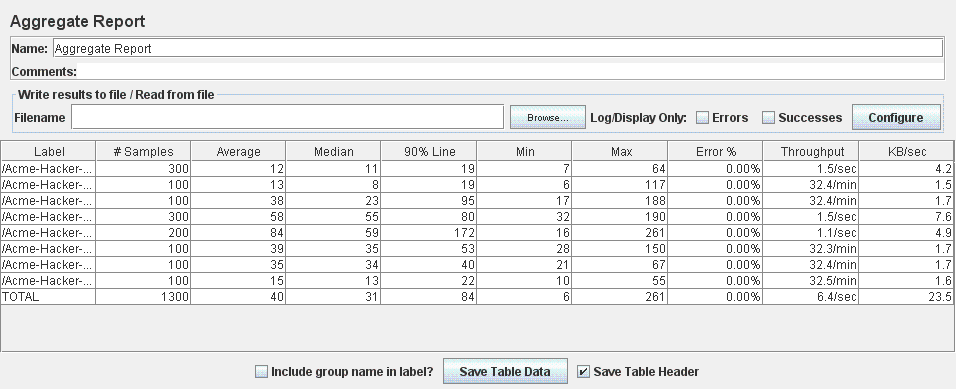 Aggregate Report
Name: Aggregate Report
Comments:
Write results to file / Read from file
Filename Browse... Log/Display Only: Errors Successes Configure
Label # Samples Average Median 90% Line Min Max Error % Throughput KB/sec
/Acme-Hacker-... 300 12 11 19 7 64 0.00% 1.5/sec 4.2
/Acme-Hacker-... 100 13 8 19 6 117 0.00% 32.4/min 1.5
/Acme-Hacker-... 100 38 23 95 17 188 0.00% 32.4/min 1.7
/Acme-Hacker-... 300 58 55 80 32 190 0.00% 1.5/sec 7.6
/Acme-Hacker-... 200 84 59 172 16 261 0.00% 1.1/sec 4.9
/Acme-Hacker-... 100 39 35 53 28 150 0.00% 32.3/min 1.7
/Acme-Hacker-... 100 35 34 40 21 67 0.00% 32.4/min 1.7
/Acme-Hacker-... 100 15 13 22 10 55 0.00% 32.5/min 1.6
TOTAL 1300 40 31 84 6 261 0.00% 6.4/sec 23.5
Include group name in label? Save Table Data Save Table Header